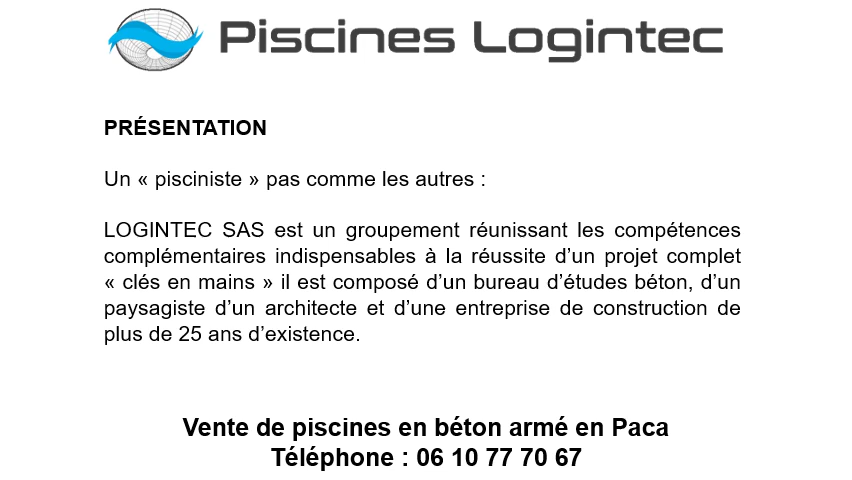 Piscines Logintec
PRÉSENTATION
Un « pisciniste » pas comme les autres :
LOGINTEC SAS est un groupement réunissant les compétences
complémentaires indispensables à la réussite d’un projet complet
« clés en mains » il est composé d’un bureau d’études béton, d’un
paysagiste d’un architecte et d’une entreprise de construction de
plus de 25 ans d’existence.
Vente de piscines en béton armé en Paca
Téléphone : 06 10 77 70 67